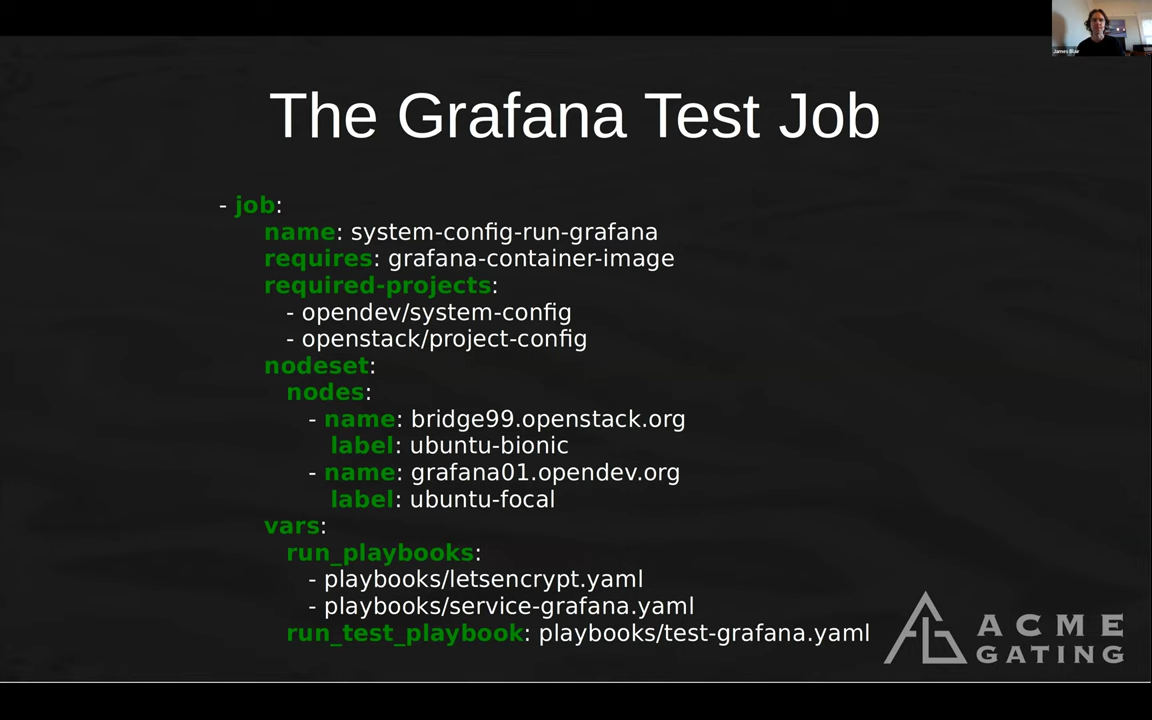 James Blair
The Grafana Test Job
- job:
name: system-config-run-grafana
requires: grafana-container-image
required-projects:
- opendev/system-config
- openstack/project-config
nodeset:
nodes:
- name: bridge99.openstack.org
label: ubuntu-bionic
- name: grafana01.opendev.org
label: ubuntu-focal
vars:
run_playbooks:
- playbooks/letsencrypt.yaml
- playbooks/service-grafana.yaml
run_test_playbook: playbooks/test-grafana.yaml
ACME
GATING